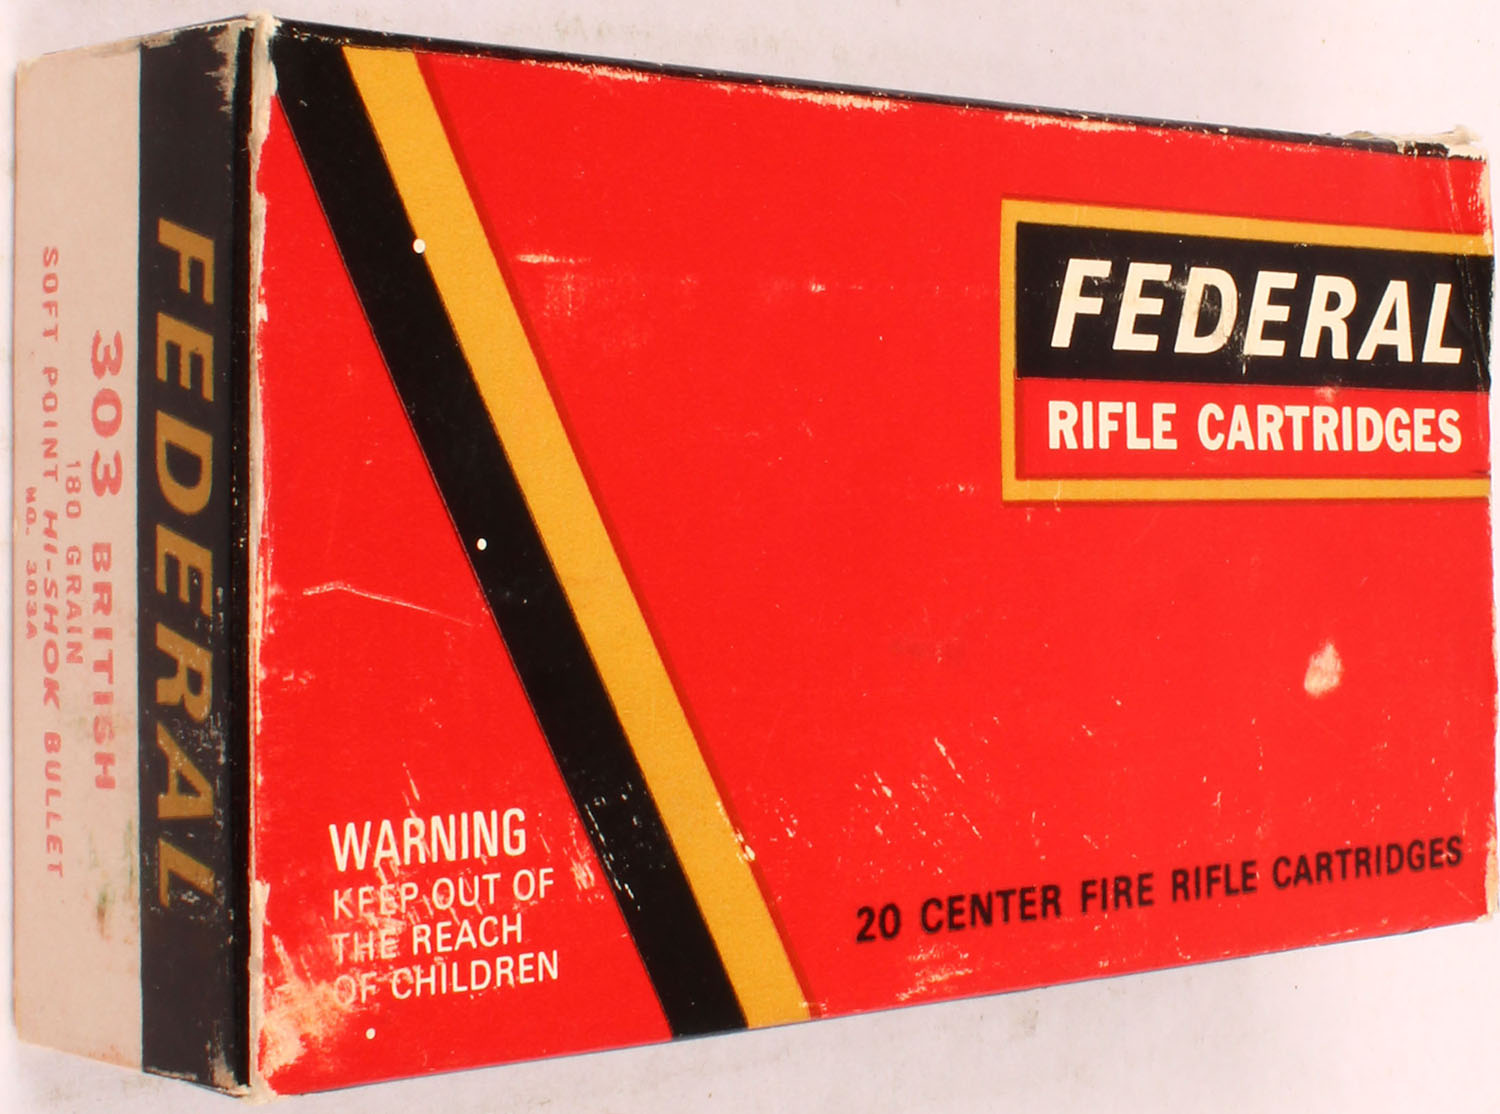 FEDERAL
RIFLE CARTRIDGES
20 CENTER FIRE RIFLE CARTRIDGES
WARNING
KEEP OUT OF
THE REACH
OF CHILDREN
FEDERAL
303 BRITISH
180 GRAIN
SOFT POINT HI-SHOK BULLET
NO. 303A